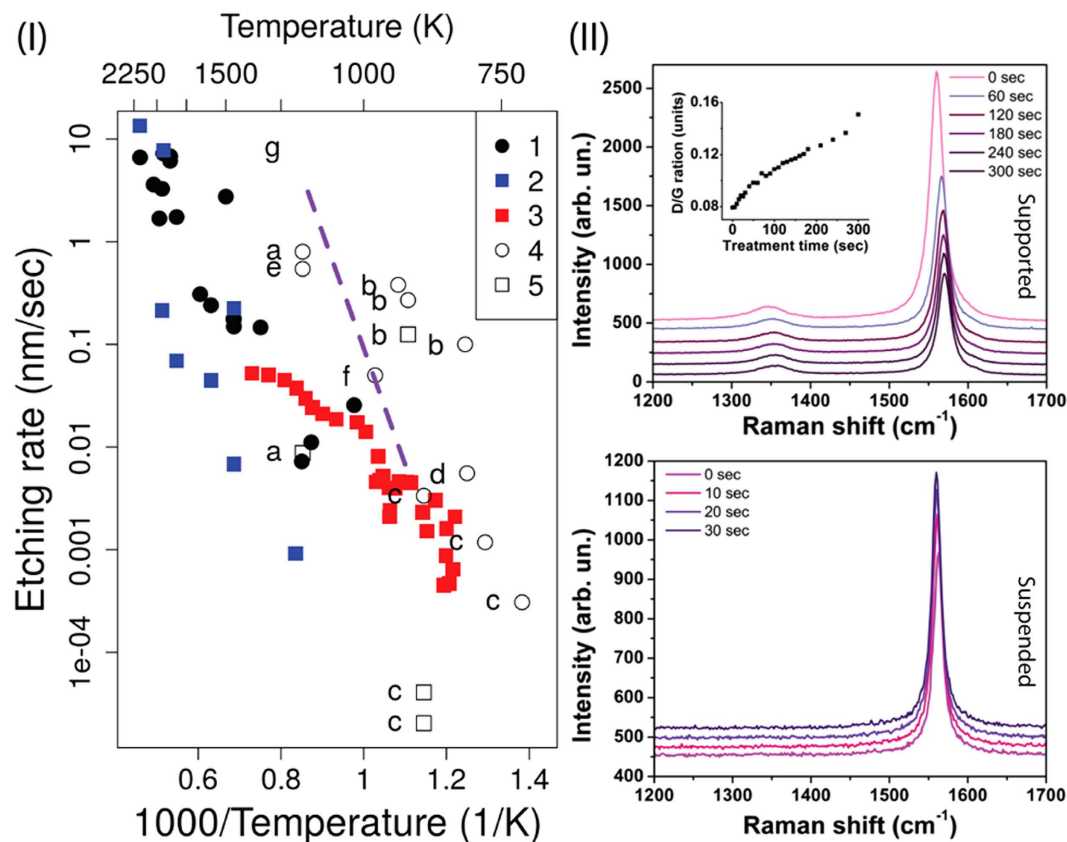 (I)
Temperature (K)
2250 1500 1000 750
Etching rate (nm/sec)
10
1
0.1
0.01
0.001
1e-04
g
a
e
b
b
b
b
f
a
d
c
c
c
c
c
1
2
3
4
5
0.6 0.8 1 1.2 1.4
1000/Temperature (1/K)
(II)
Intensity (arb. un.)
2500
2000
1500
1000
500
0
D/G ration (units)
0.16
0.12
0.08
0 100 200 300
Treatment time (sec)
0 sec
60 sec
120 sec
180 sec
240 sec
300 sec
Supported
1200 1300 1400 1500 1600 1700
Raman shift (cm⁻¹)
Intensity (arb. un.)
1200
1100
1000
900
800
700
600
500
400
0 sec
10 sec
20 sec
30 sec
Suspended
1200 1300 1400 1500 1600 1700
Raman shift (cm⁻¹)